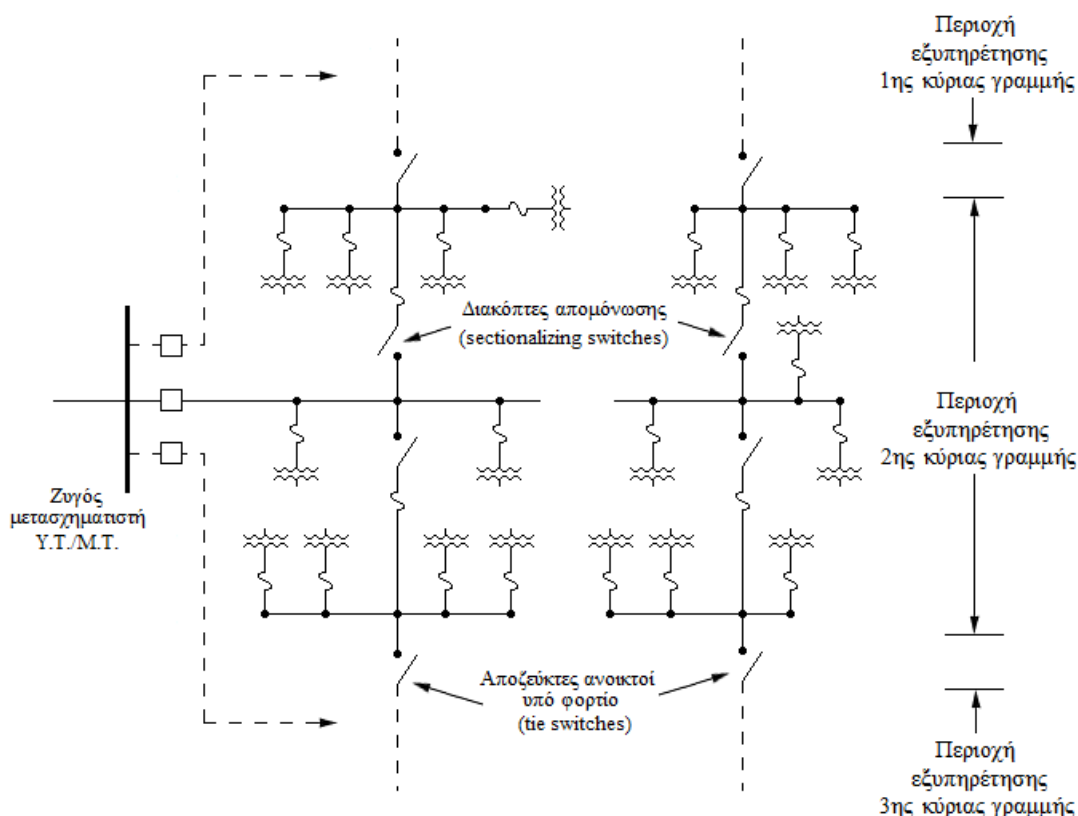 Περιοχή
εξυπηρέτησης
1ης κύριας γραμμής
Διακόπτες απομόνωσης
(sectionalizing switches)
Περιοχή
εξυπηρέτησης
2ης κύριας γραμμής
Ζυγός
μετασχηματιστή
Υ.Τ./Μ.Τ.
Αποζεύκτες ανοικτοί
υπό φορτίο
(tie switches)
Περιοχή
εξυπηρέτησης
3ης κύριας γραμμής